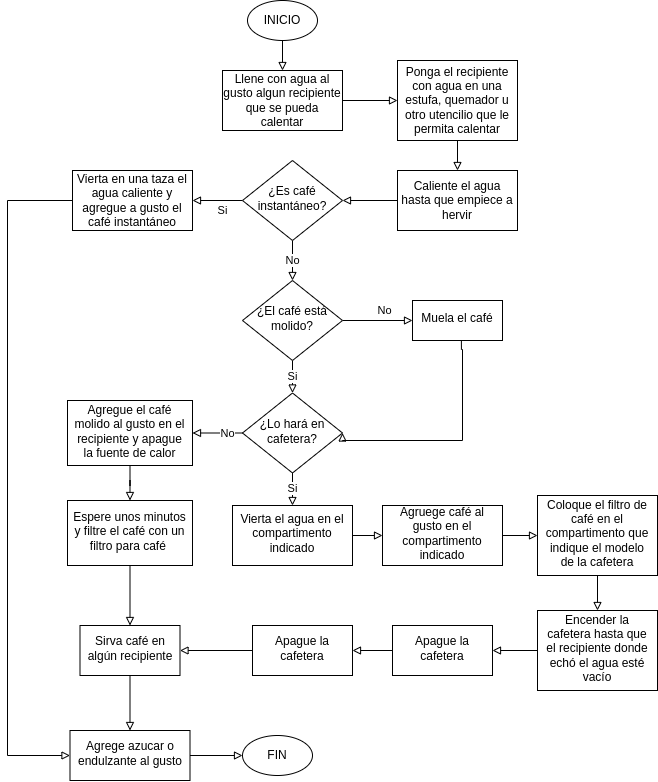 INICIO
Llene con agua al
gusto algun recipiente
que se pueda
calentar
Ponga el recipiente
con agua en una
estufa, quemador u
otro utencilio que le
permita calentar
Caliente el agua
hasta que empiece a
hervir
¿Es café
instantáneo?
Si
Vierta en una taza el
agua caliente y
agregue a gusto el
café instantáneo
No
¿El café está
molido?
No
Muela el café
Si
¿Lo hará en
cafetera?
No
Agregue el café
molido al gusto en el
recipiente y apague
la fuente de calor
Espere unos minutos
y filtre el café con un
filtro para café
Si
Vierta el agua en el
compartimento
indicado
Agruege café al
gusto en el
compartimento
indicado
Coloque el filtro de
café en el
compartimento que
indique el modelo
de la cafetera
Encender la
cafetera hasta que
el recipiente donde
echó el agua esté
vacío
Apague la
cafetera
Apague la
cafetera
Sirva café en
algún recipiente
Agrege azucar o
endulzante al gusto
FIN